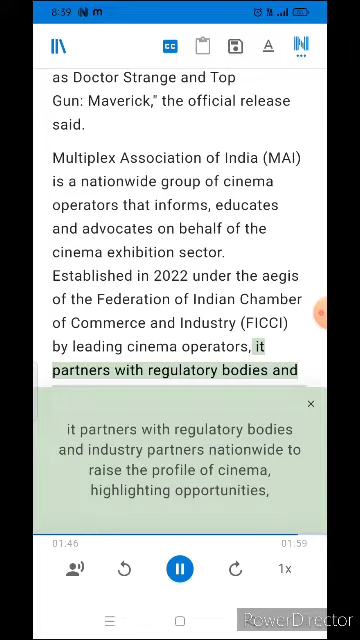 8:39
as Doctor Strange and Top
Gun: Maverick," the official release
said.
Multiplex Association of India (MAI)
is a nationwide group of cinema
operators that informs, educates
and advocates on behalf of the
cinema exhibition sector.
Established in 2022 under the aegis
of the Federation of Indian Chamber
of Commerce and Industry (FICCI)
by leading cinema operators, it
partners with regulatory bodies and
it partners with regulatory bodies
and industry partners nationwide to
raise the profile of cinema,
highlighting opportunities,
01:46
01:59
1x
PowerDirector